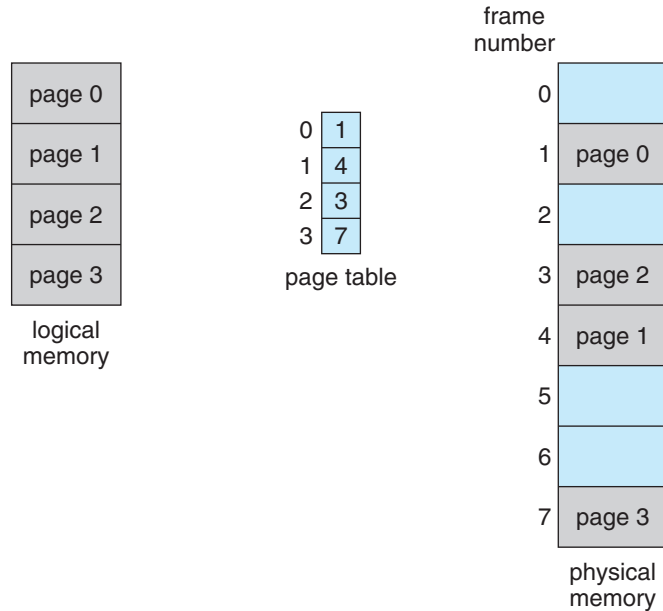 page 0
page 1
page 2
page 3
logical
memory
0 1
1 4
2 3
3 7
page table
frame
number
0
1 page 0
2
3 page 2
4 page 1
5
6
7 page 3
physical
memory